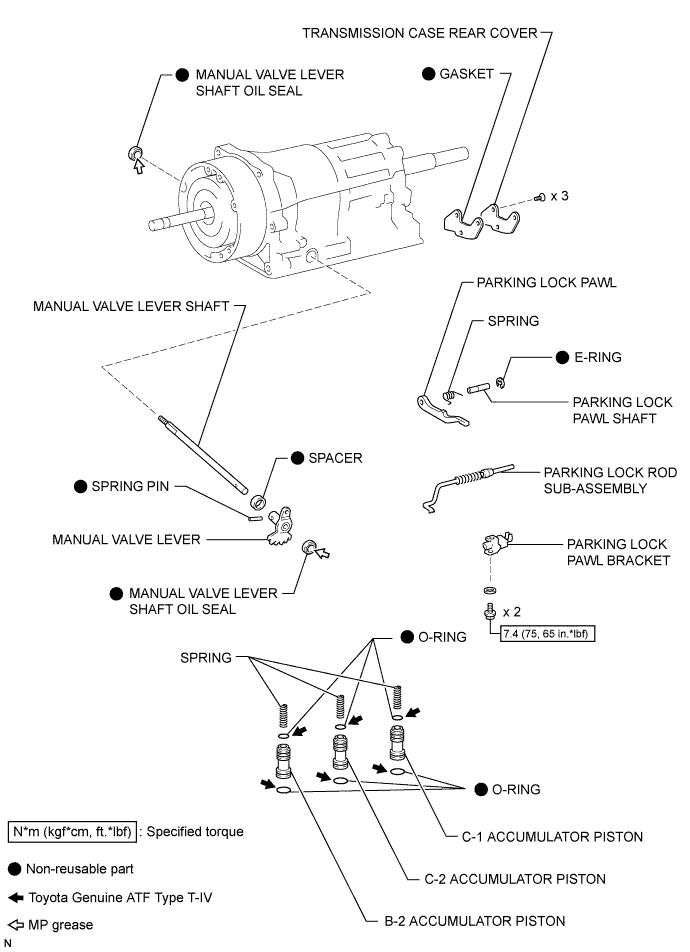 TRANSMISSION CASE REAR COVER
MANUAL VALVE LEVER
SHAFT OIL SEAL
GASKET
x 3
PARKING LOCK PAWL
MANUAL VALVE LEVER SHAFT
SPRING
E-RING
PARKING LOCK
PAWL SHAFT
SPACER
SPRING PIN
PARKING LOCK ROD
SUB-ASSEMBLY
MANUAL VALVE LEVER
PARKING LOCK
PAWL BRACKET
MANUAL VALVE LEVER
SHAFT OIL SEAL
x 2
7.4 (75, 65 in.*lbf)
O-RING
SPRING
O-RING
C-1 ACCUMULATOR PISTON
C-2 ACCUMULATOR PISTON
B-2 ACCUMULATOR PISTON
N*m (kgf*cm, ft.*lbf) : Specified torque
Non-reusable part
Toyota Genuine ATF Type T-IV
MP grease
N